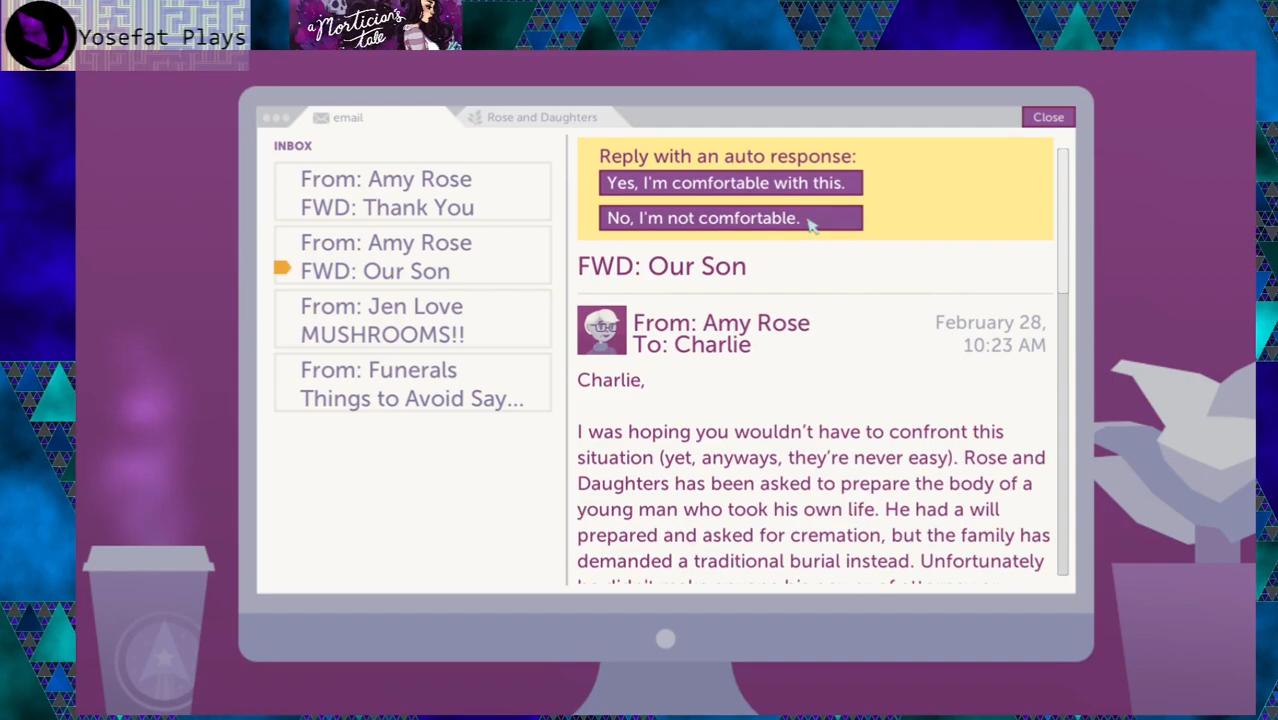 Yosefat Plays
a Mortician's
tale
email
Rose and Daughters
Close
INBOX
From: Amy Rose
FWD: Thank You
From: Amy Rose
FWD: Our Son
From: Jen Love
MUSHROOMS!!
From: Funerals
Things to Avoid Say...
Reply with an auto response:
Yes, I'm comfortable with this.
No, I'm not comfortable.
FWD: Our Son
From: Amy Rose
To: Charlie
February 28,
10:23 AM
Charlie,
I was hoping you wouldn't have to confront this
situation (yet, anyways, they're never easy). Rose and
Daughters has been asked to prepare the body of a
young man who took his own life. He had a will
prepared and asked for cremation, but the family has
demanded a traditional burial instead. Unfortunately